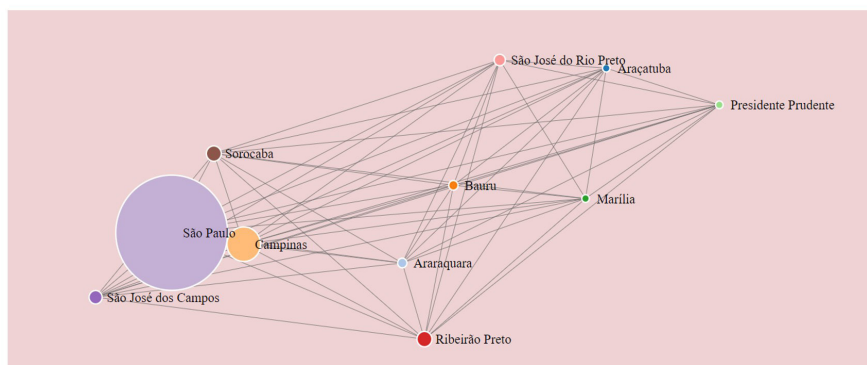 São José do Rio Preto
Araçatuba
Presidente Prudente
Sorocaba
Bauru
Marília
São Paulo
Campinas
Araraquara
São José dos Campos
Ribeirão Preto